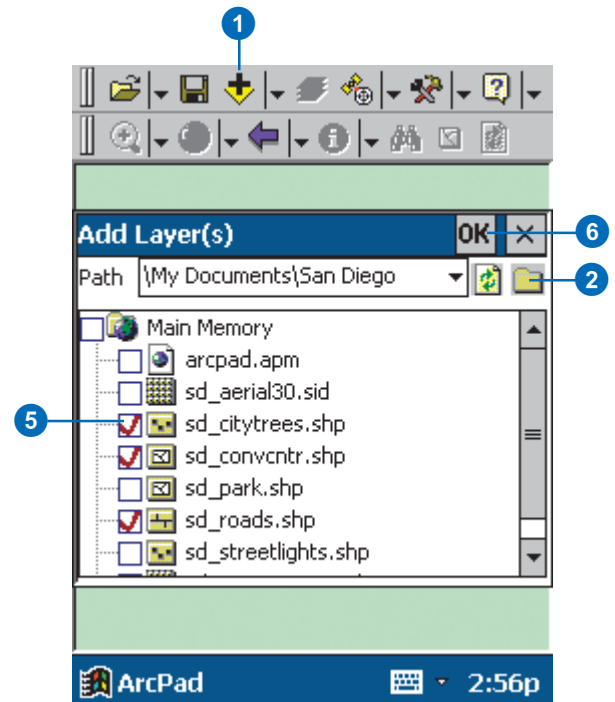 1
Add Layer(s) OK 6
Path \My Documents\San Diego 2
Main Memory
arcpad.apm
sd_aerial30.sid
5 sd_citytrees.shp
sd_convcntr.shp
sd_park.shp
sd_roads.shp
sd_streetlights.shp
ArcPad 2:56p